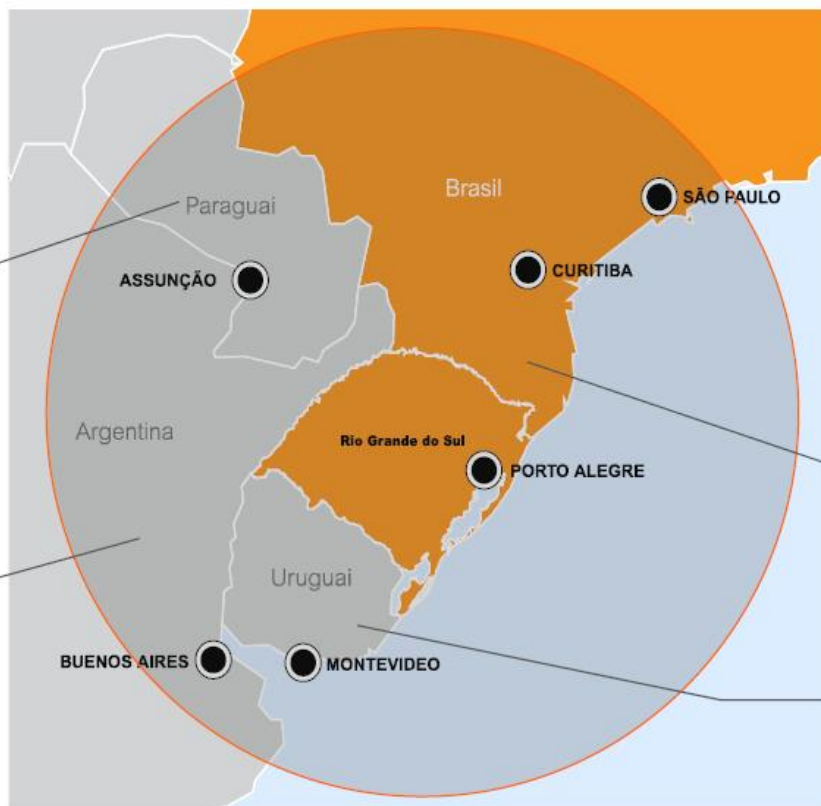 Brasil
SÃO PAULO
Paraguai
CURITIBA
ASSUNÇÃO
Argentina
Rio Grande do Sul
PORTO ALEGRE
Uruguai
BUENOS AIRES
MONTEVIDEO